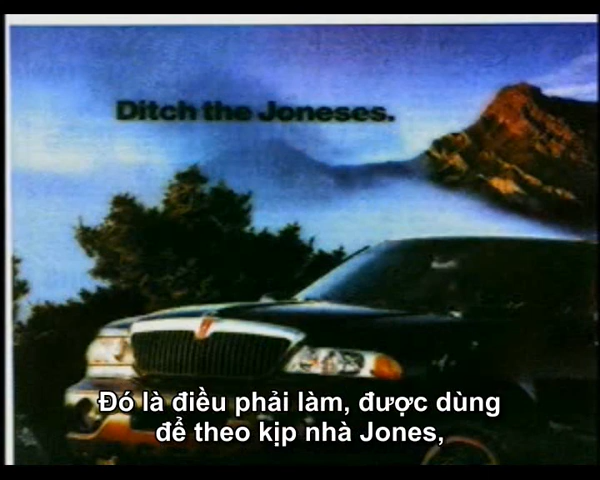 Ditch the Joneses.
Đó là điều phải làm, được dùng
để theo kịp nhà Jones,